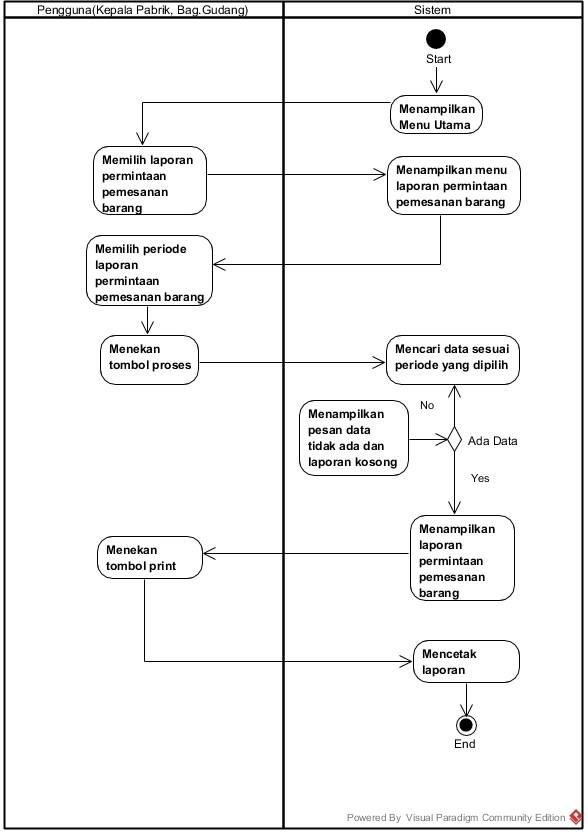 Pengguna(Kepala Pabrik, Bag.Gudang)
Sistem
Start
Menampilkan
Menu Utama
Memilih laporan
permintaan
pemesanan
barang
Menampilkan menu
laporan permintaan
pemesanan barang
Memilih periode
laporan
permintaan
pemesanan barang
Menekan
tombol proses
Mencari data sesuai
periode yang dipilih
No
Menampilkan
pesan data
tidak ada dan
laporan kosong
Ada Data
Yes
Menampilkan
laporan
permintaan
pemesanan
barang
Menekan
tombol print
Mencetak
laporan
End
Powered By Visual Paradigm Community Edition